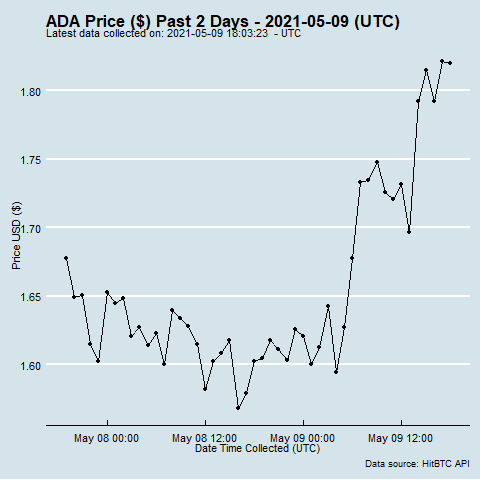 ADA Price ($) Past 2 Days - 2021-05-09 (UTC)
Latest data collected on: 2021-05-09 18:03:23  - UTC
1.80
1.75
1.70
1.65
1.60
Price USD ($)
May 08 00:00
May 08 12:00
May 09 00:00
May 09 12:00
Date Time Collected (UTC)
Data source: HitBTC API